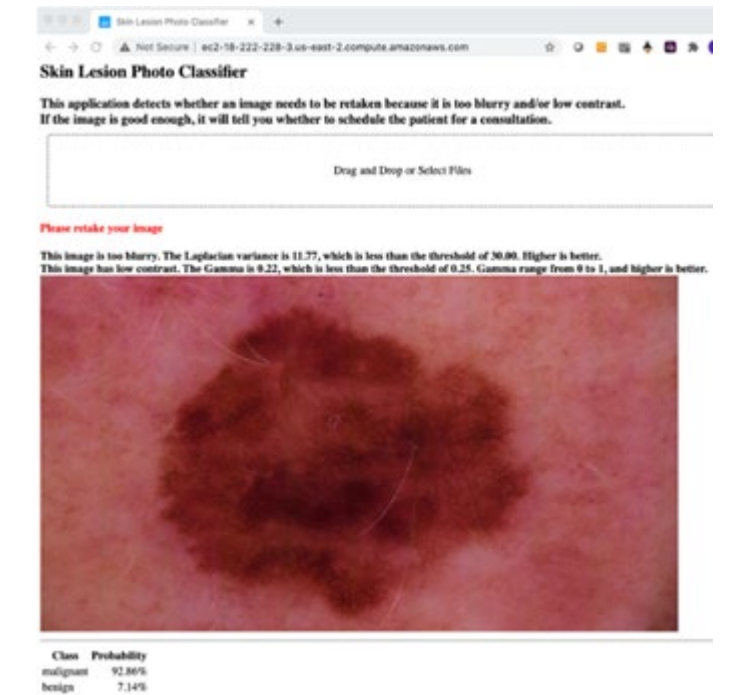 Skin Lesion Photo Classifier
Not Secure | ec2-18-222-228-3.us-east-2.compute.amazonaws.com
Skin Lesion Photo Classifier
This application detects whether an image needs to be retaken because it is too blurry and/or low contrast.
If the image is good enough, it will tell you whether to schedule the patient for a consultation.
Drag and Drop or Select Files
Please retake your image
This image is too blurry. The Laplacian variance is 11.77, which is less than the threshold of 30.00. Higher is better.
This image has low contrast. The Gamma is 0.22, which is less than the threshold of 0.25. Gamma range from 0 to 1, and higher is better.
Class Probability
malignant 92.86%
benign 7.14%